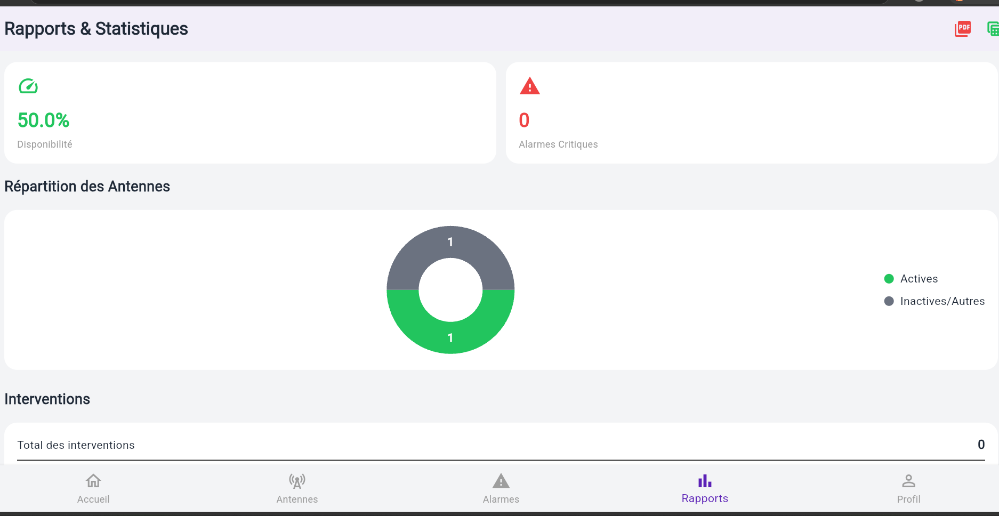 Rapports & Statistiques
PDF
50.0%
Disponibilité
0
Alarmes Critiques
Répartition des Antennes
1
1
Actives
Inactives/Autres
Interventions
Total des interventions 0
Accueil Antennes Alarmes Rapports Profil